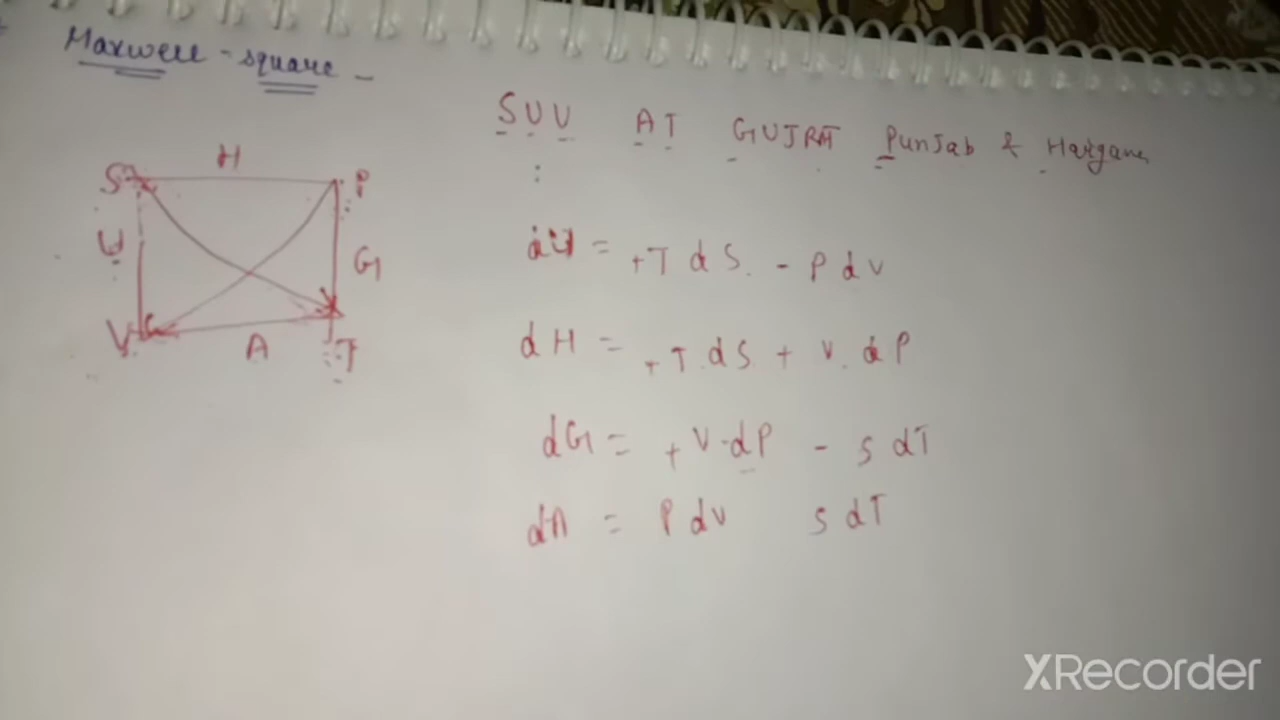 Maxwell - square -
SUV AT GUJRAT Punjab & Haryana
H
S P
U G
V T
A
dU = +T dS - P dV
dH = +T.dS + V.dP
dG = +V.dP - S dT
dA = P dV S dT
XRecorder